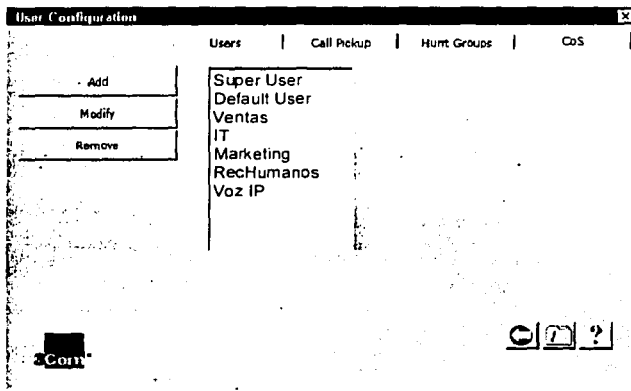 User Configuration
Users | Call Pickup | Hunt Groups | CoS
Add
Modify
Remove
Super User
Default User
Ventas
IT
Marketing
RecHumanos
Voz IP
3Com
?